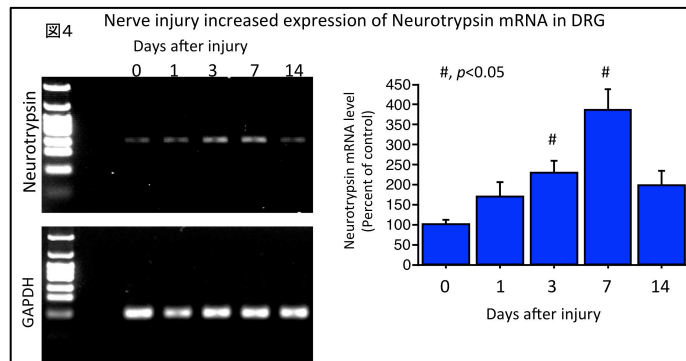 図4
Nerve injury increased expression of Neurotrypsin mRNA in DRG
Days after injury
0 1 3 7 14
Neurotrypsin
GAPDH
#, p<0.05
#
#
Neurotrypsin mRNA level
(Percent of control)
450
400
350
300
250
200
150
100
50
0
0 1 3 7 14
Days after injury